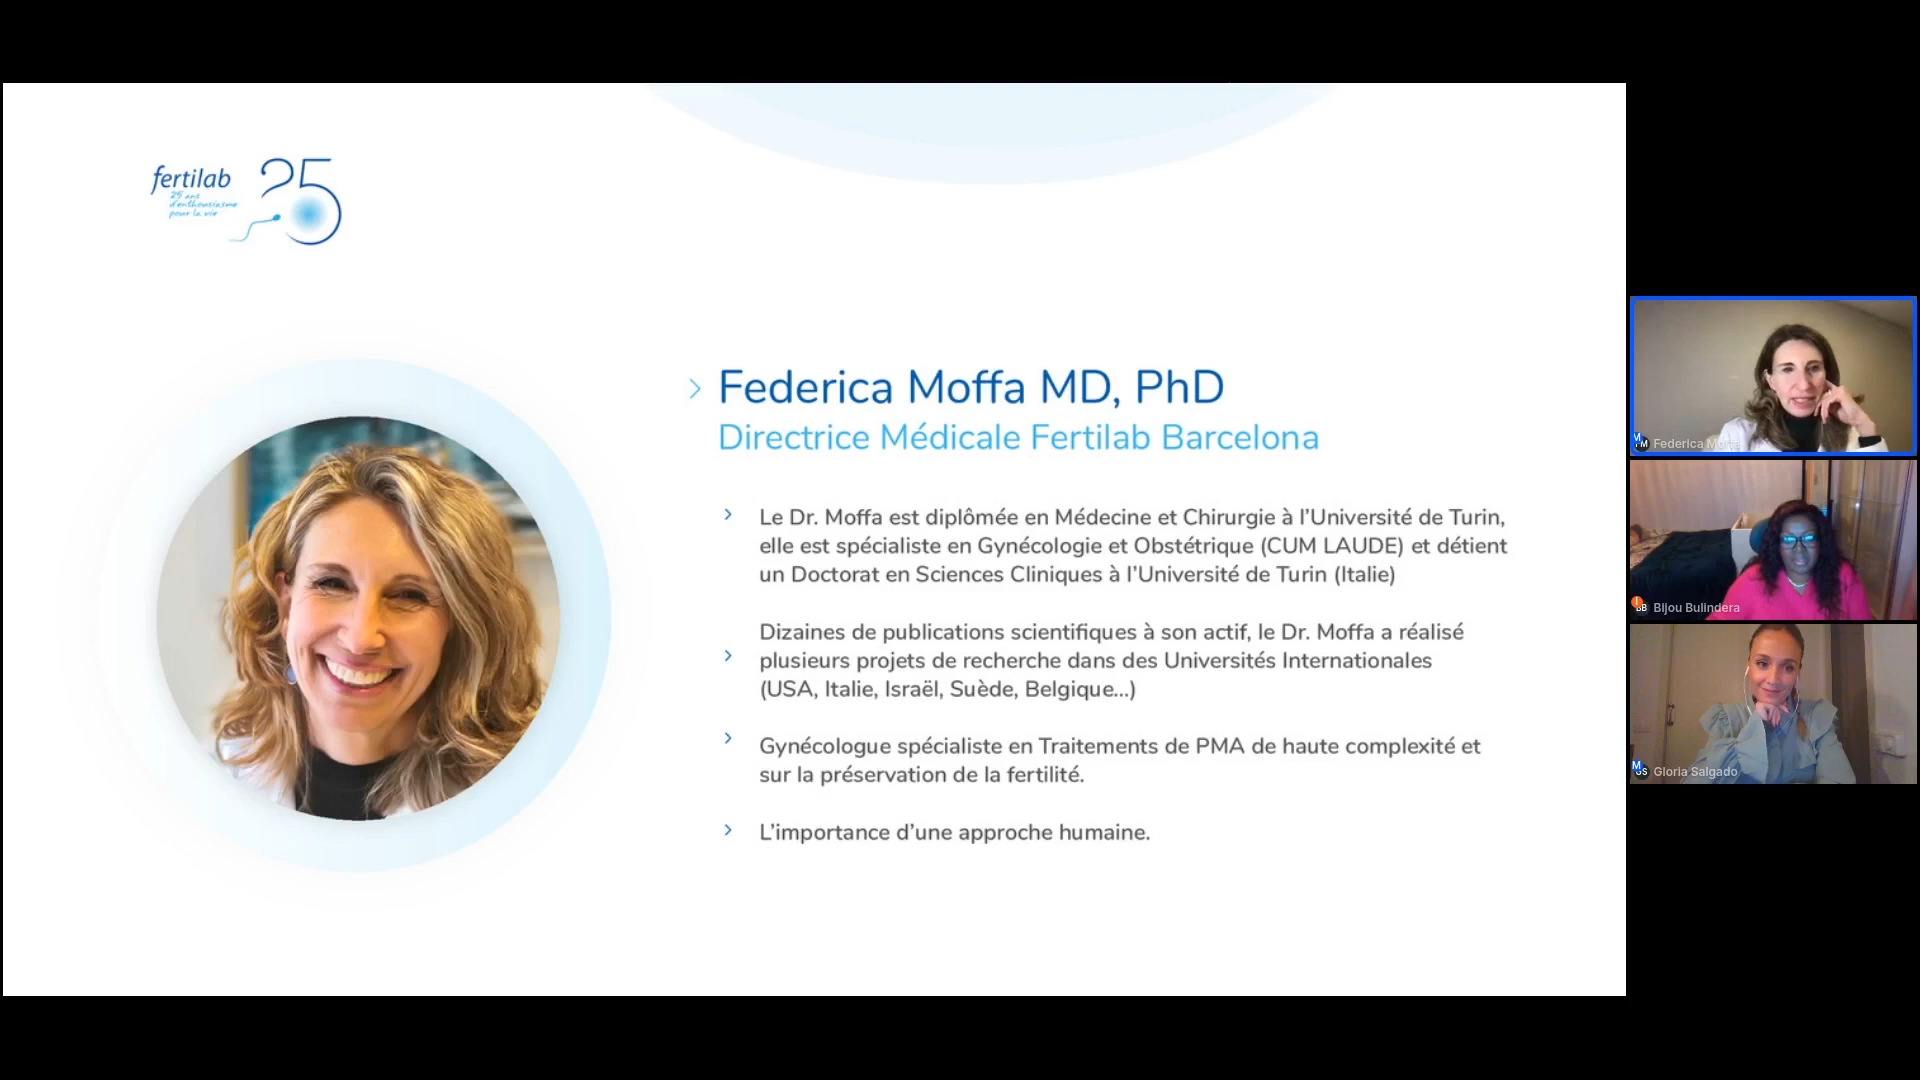 fertilab
25 ans
d'enthousiasme
pour la vie
25
Federica Moffa MD, PhD
Directrice Médicale Fertilab Barcelona
Le Dr. Moffa est diplômée en Médecine et Chirurgie à l'Université de Turin,
elle est spécialiste en Gynécologie et Obstétrique (CUM LAUDE) et détient
un Doctorat en Sciences Cliniques à l'Université de Turin (Italie)
Dizaines de publications scientifiques à son actif, le Dr. Moffa a réalisé
plusieurs projets de recherche dans des Universités Internationales
(USA, Italie, Israël, Suède, Belgique...)
Gynécologue spécialiste en Traitements de PMA de haute complexité et
sur la préservation de la fertilité.
L'importance d'une approche humaine.
Federica
Bijou Bulindera
Gloria Salgado